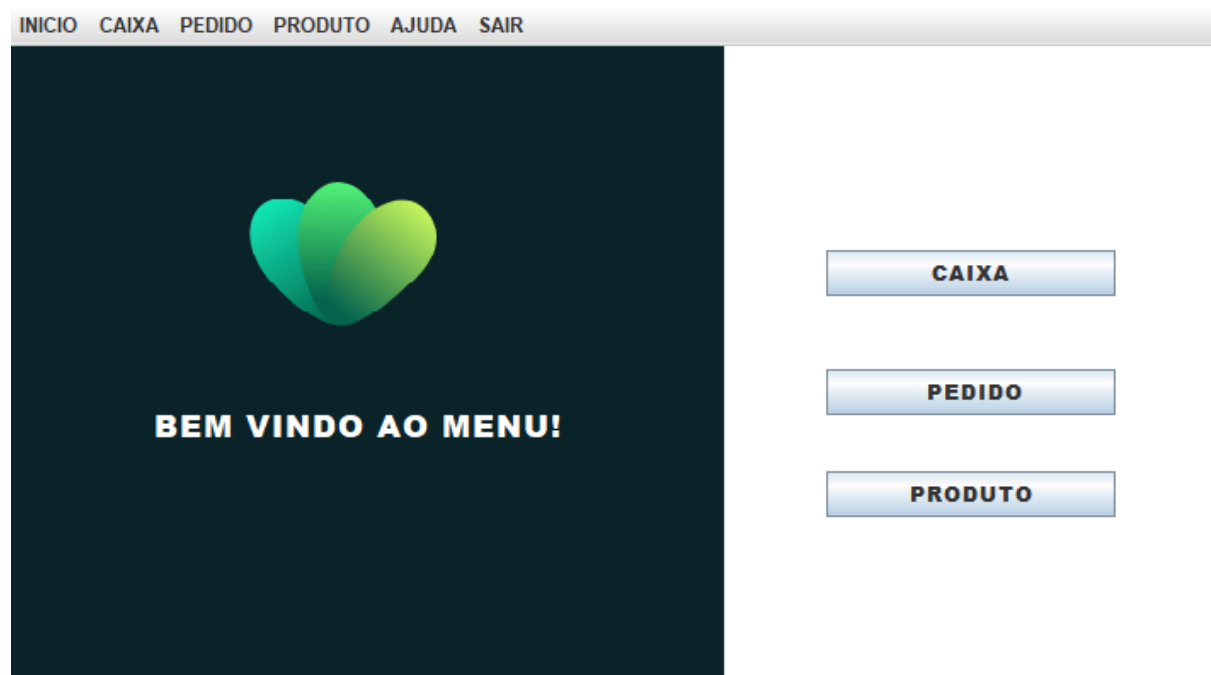 INICIO CAIXA PEDIDO PRODUTO AJUDA SAIR
BEM VINDO AO MENU!
CAIXA
PEDIDO
PRODUTO